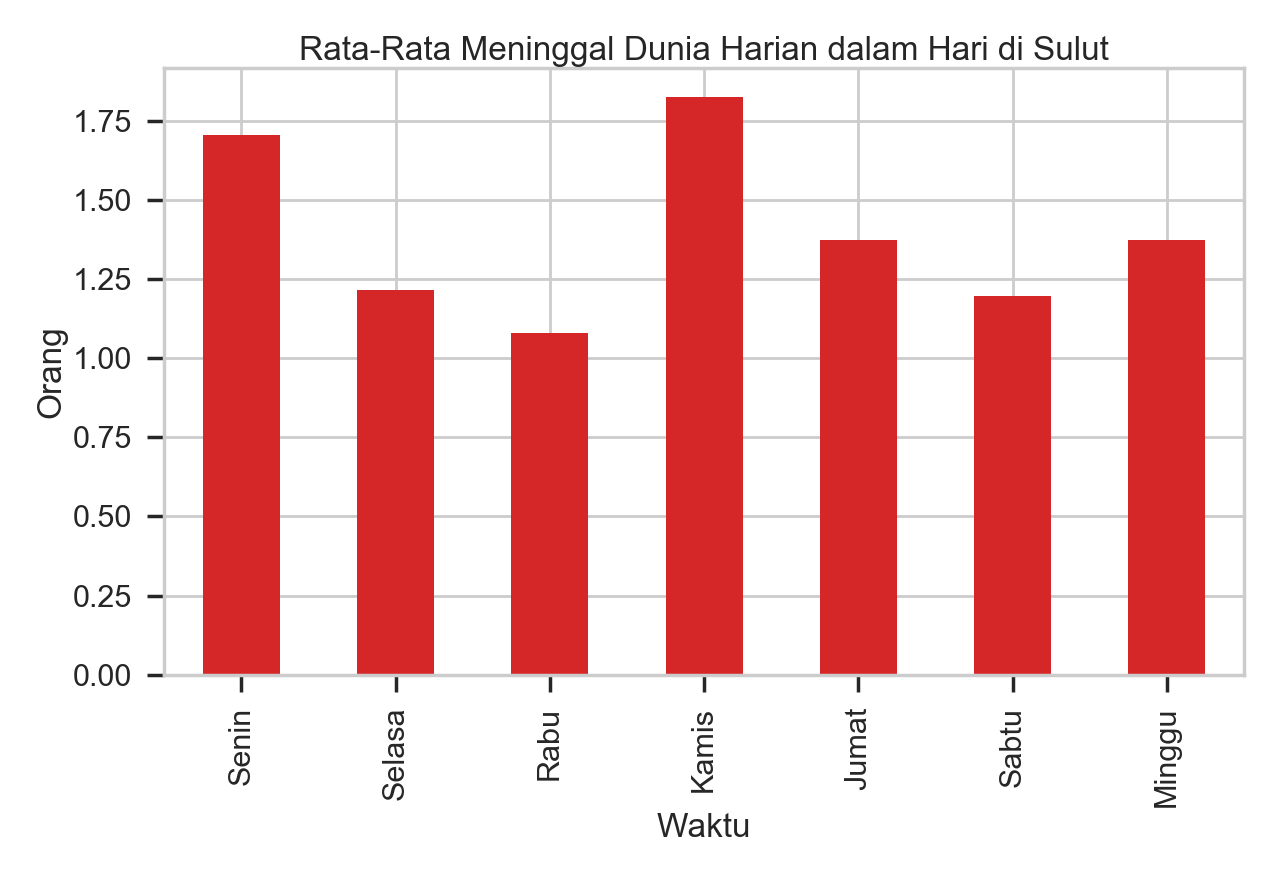 Rata-Rata Meninggal Dunia Harian dalam Hari di Sulut
1.75
1.50
1.25
1.00
0.75
0.50
0.25
0.00
Orang
Senin
Selasa
Rabu
Kamis
Jumat
Sabtu
Minggu
Waktu